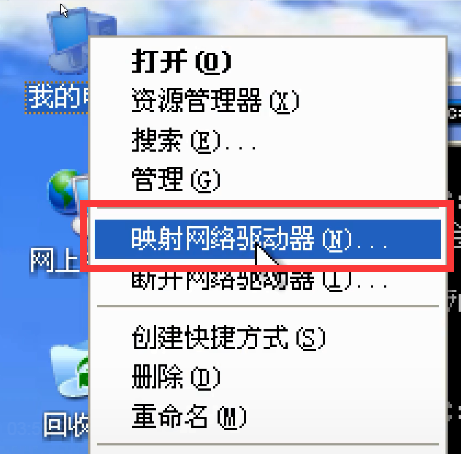 打开(O)
我的
资源管理器(X)
搜索(E)...
管理(G)
映射网络驱动器(N)...
网上
断开网络驱动器(I)...
创建快捷方式(S)
删除(D)
重命名(M)
回收